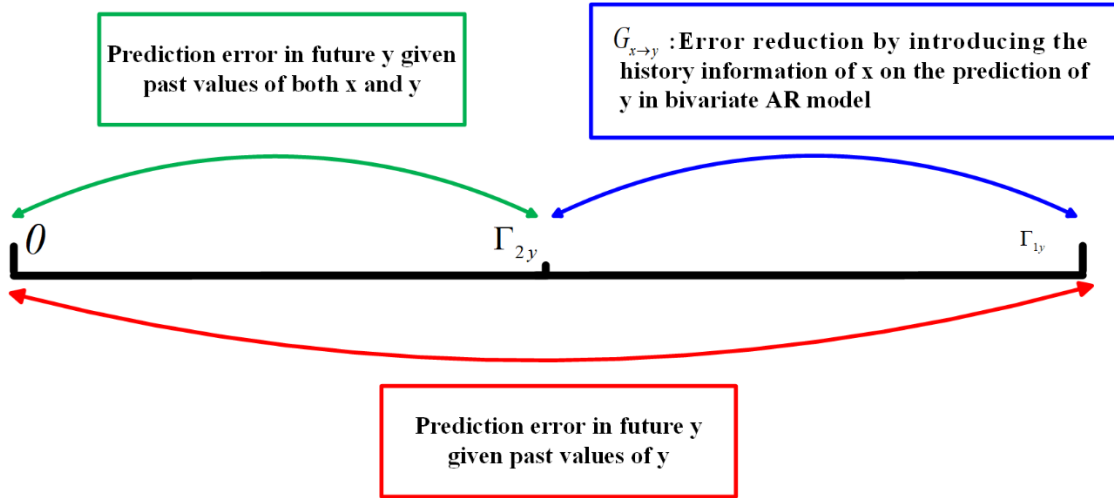 Prediction error in future y given
past values of both x and y
G_{x→y} :Error reduction by introducing the
history information of x on the prediction of
y in bivariate AR model
0
Γ_{2y}
Γ_{1y}
Prediction error in future y
given past values of y